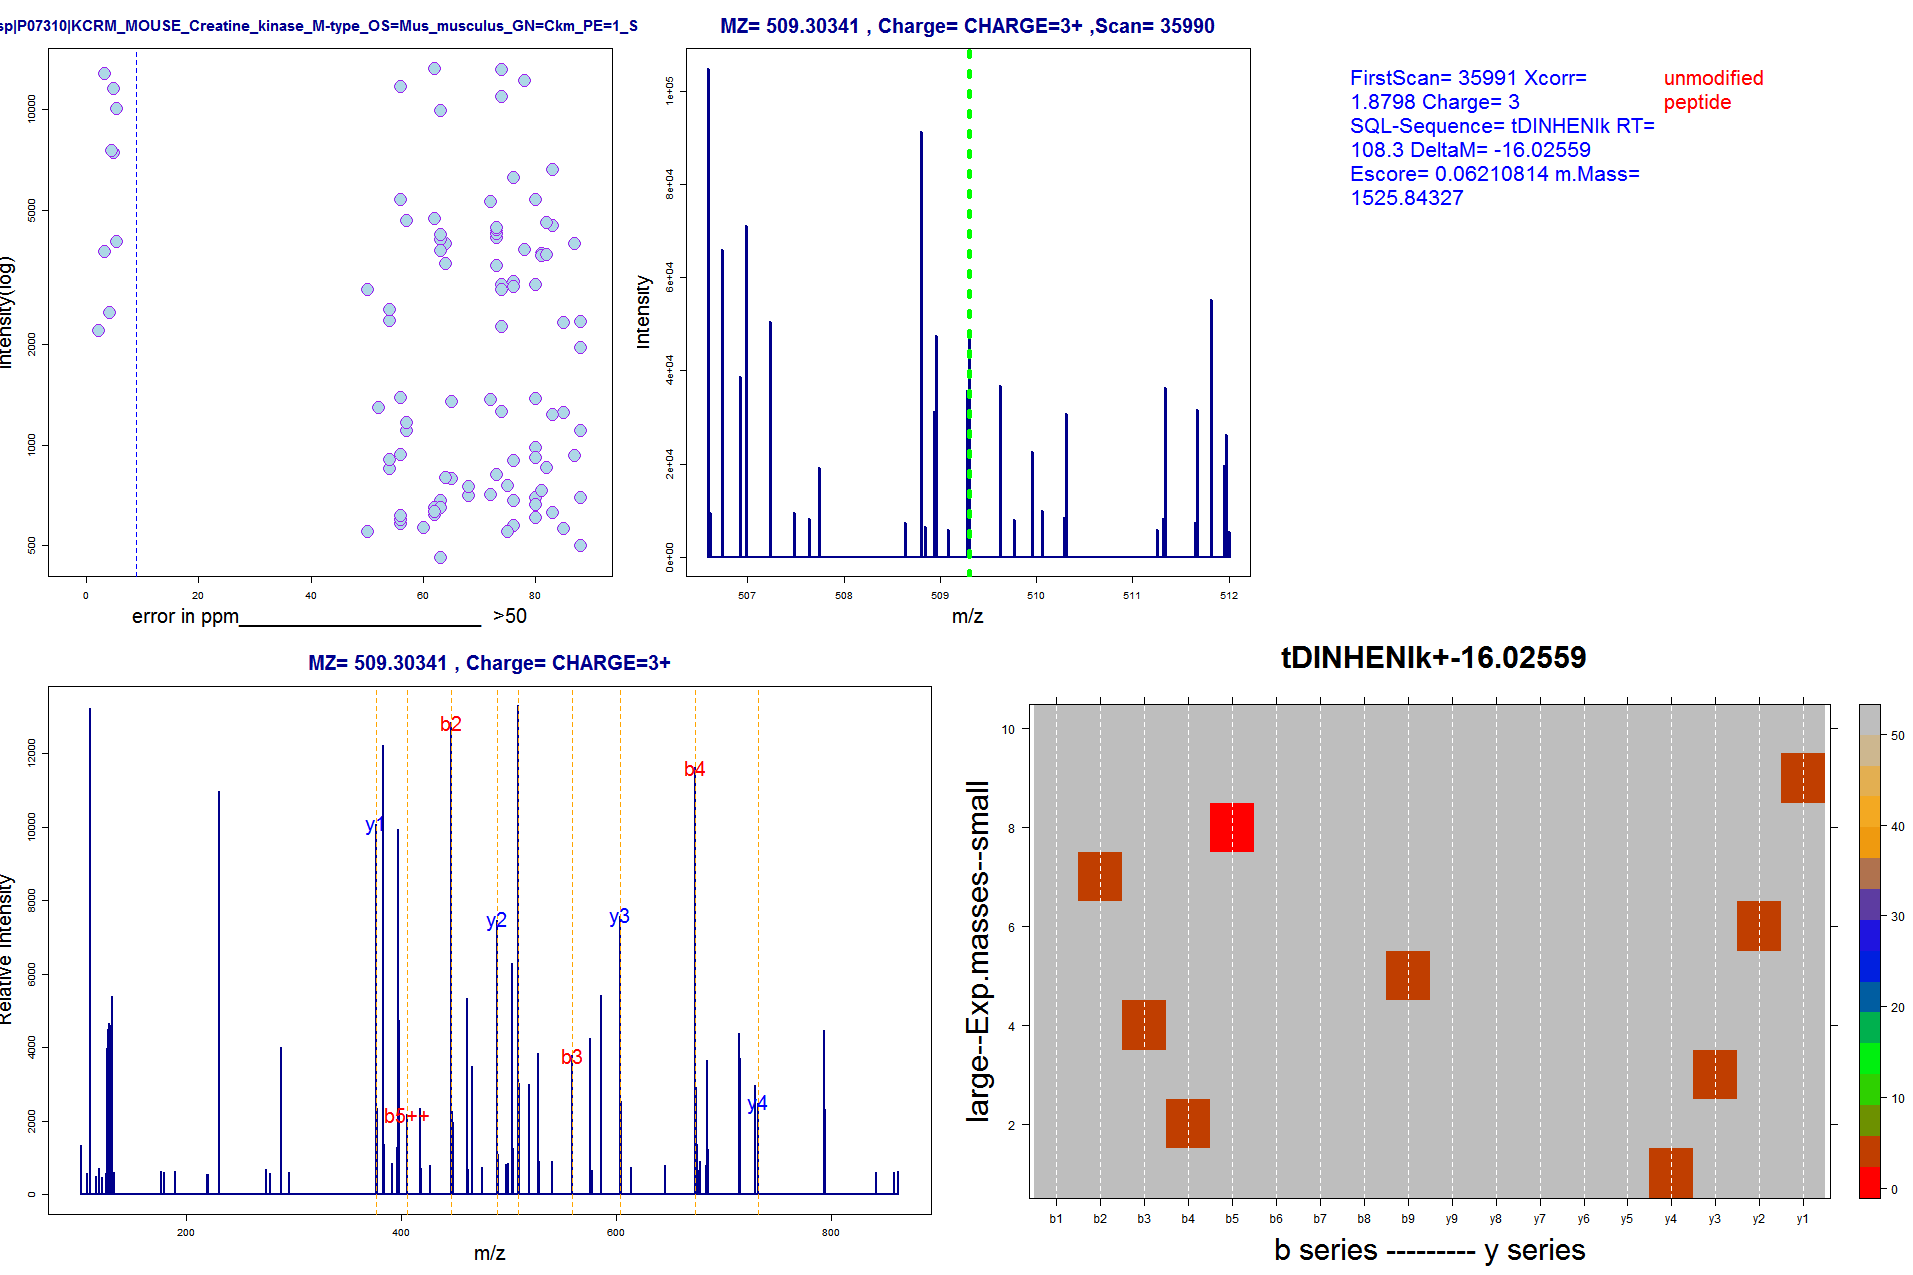 sp|P07310|KCRM_MOUSE_Creatine_kinase_M-type_OS=Mus_musculus_GN=Ckm_PE=1_S
10000
5000
2000
1000
500
Intensity(log)
0 20 40 60 80
error in ppm______________________ >50
MZ= 509.30341 , Charge= CHARGE=3+ ,Scan= 35990
1e+05
8e+04
6e+04
4e+04
2e+04
0e+00
Intensity
507 508 509 510 511 512
m/z
FirstScan= 35991 Xcorr=
1.8798 Charge= 3
SQL-Sequence= tDINHENIk RT=
108.3 DeltaM= -16.02559
Escore= 0.06210814 m.Mass=
1525.84327
unmodified
peptide
MZ= 509.30341 , Charge= CHARGE=3+
12000
10000
8000
6000
4000
2000
0
Relative Intensity
b2
b4
y1
y2
y3
b3
y4
b5++
200 400 600 800
m/z
tDINHENIk+-16.02559
10
8
6
4
2
large--Exp.masses--small
b1 b2 b3 b4 b5 b6 b7 b8 b9 y9 y8 y7 y6 y5 y4 y3 y2 y1
b series --------- y series
50
40
30
20
10
0